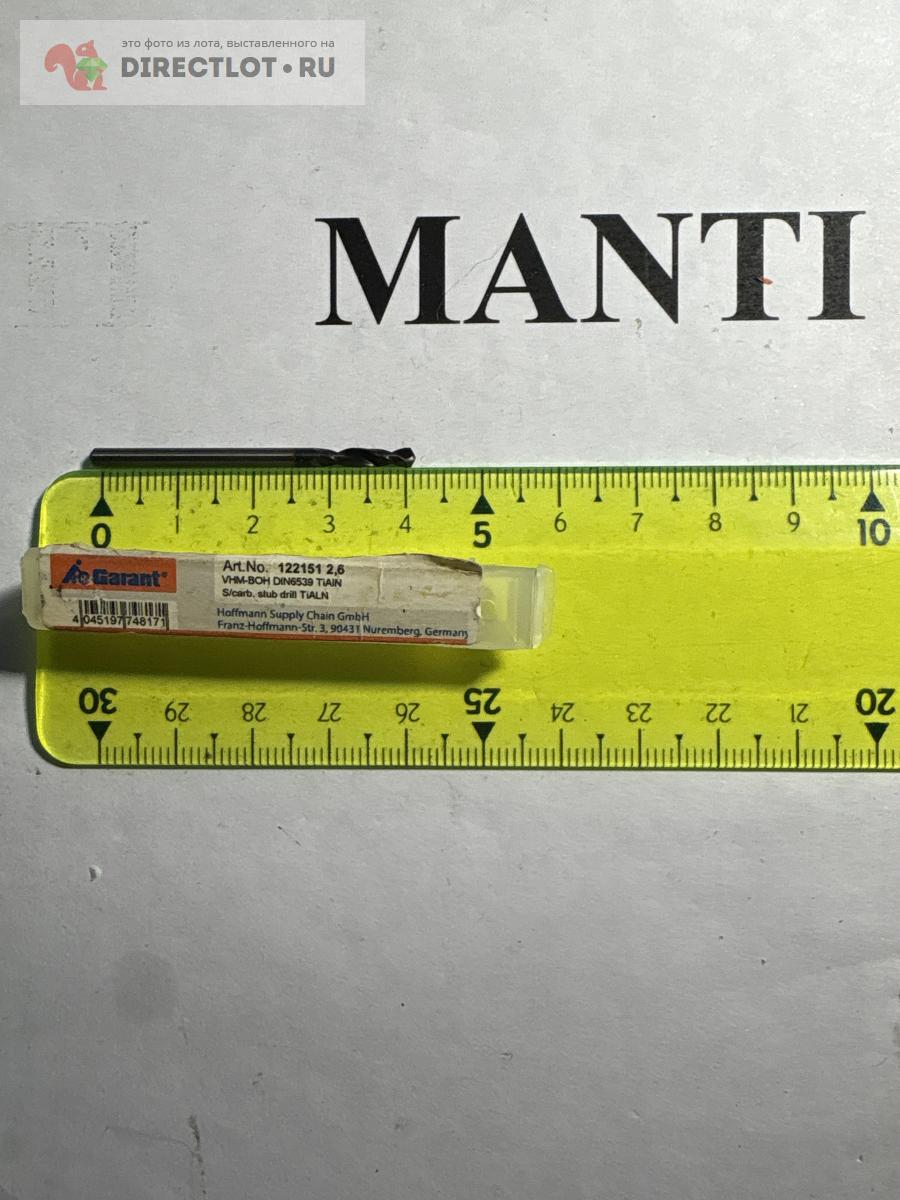 это фото из лота, выставленного на
DIRECTLOT•RU
MANTI
0 1 2 3 4 5 6 7 8 9 10
Garant
Art.No. 122151 2,6
VHM-BOH DIN6539 TiAlN
S/carb. stub drill TiALN
4 045197 748171
Hoffmann Supply Chain GmbH
Franz-Hoffmann-Str. 3, 90431 Nuremberg, Germany
30 29 28 27 26 25 24 23 22 21 20